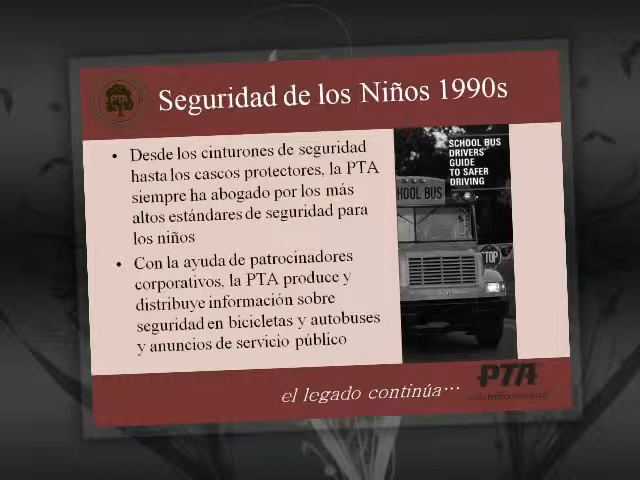 Seguridad de los Niños 1990s
• Desde los cinturones de seguridad
hasta los cascos protectores, la PTA
siempre ha abogado por los más
altos estándares de seguridad para
los niños
• Con la ayuda de patrocinadores
corporativos, la PTA produce y
distribuye información sobre
seguridad en bicicletas y autobuses
y anuncios de servicio público
SCHOOL BUS
DRIVERS'
GUIDE
TO SAFER
DRIVING
HOOL BUS
TOP
el legado continúa...
PTA
PTA